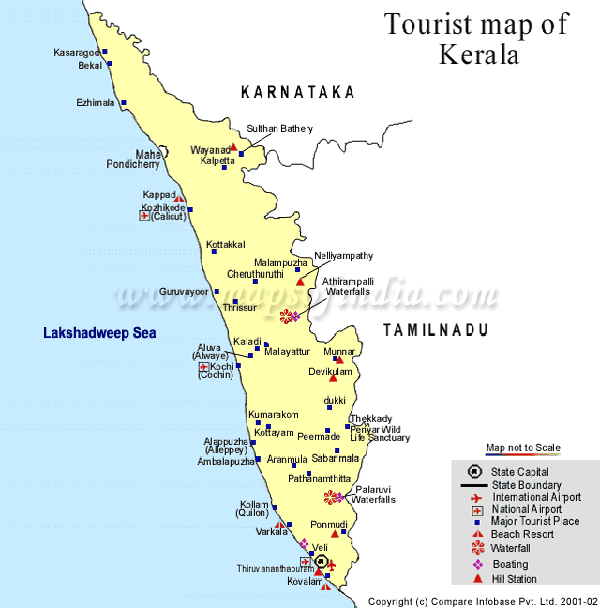 Tourist map of
Kerala
Kasaragod
Bekal
KARNATAKA
Ezhimala
Sulthan Bathery
Wayanad
Kalpetta
Mahe
Pondicherry
Kappad
Kozhikode
(Calicut)
Kottakkal
Nelliyampathy
Malampuzha
Cheruthuruthi
Athirampalli
Waterfalls
Guruvayoor
www.mapsofindia.com
Thrissur
TAMILNADU
Lakshadweep Sea
Kaladi
Aluva
(Alwaye)
Malayattur
Munnar
Kochi
(Cochin)
Devikulam
dukki
Kumarakom
Thekkady
Periyar Wild
Life Sanctuary
Kottayam
Peermade
Alappuzha
(Alleppey)
Ambalapuzha
Aranmula
Sabarimala
Map not to Scale
Pathanamthitta
Palaruvi
Waterfalls
State Capital
State Boundary
International Airport
National Airport
Major Tourist Place
Beach Resort
Waterfall
Boating
Hill Station
Kollam
(Quilon)
Varkala
Ponmudi
Veli
Thiruvananthapuram
Kovalam
Copyright (c) Compare Infobase Pvt. Ltd. 2001-02